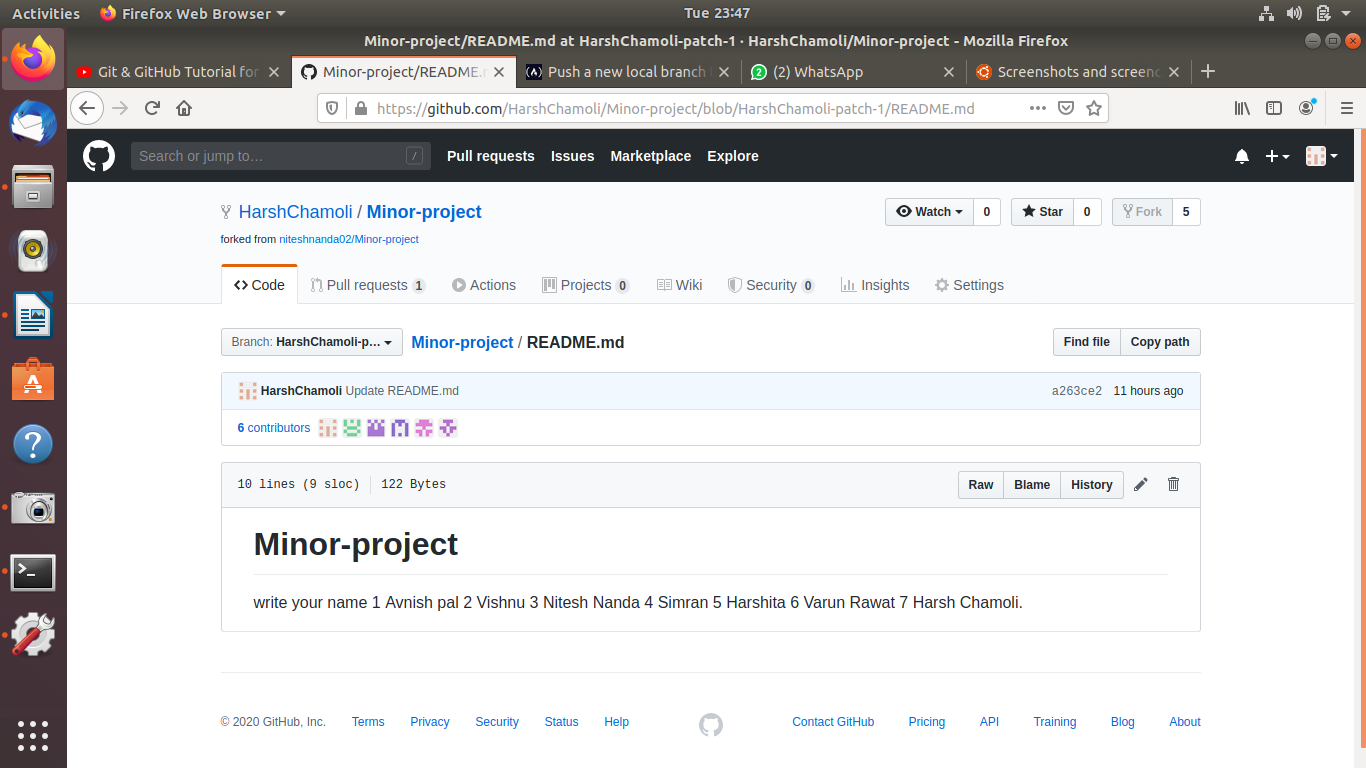 Activities Firefox Web Browser Tue 23:47
Minor-project/README.md at HarshChamoli-patch-1 · HarshChamoli/Minor-project - Mozilla Firefox
Git & GitHub Tutorial for Minor-project/README. Push a new local branch (2) WhatsApp Screenshots and screenc
https://github.com/HarshChamoli/Minor-project/blob/HarshChamoli-patch-1/README.md
Search or jump to… / Pull requests Issues Marketplace Explore
HarshChamoli / Minor-project Watch 0 Star 0 Fork 5
forked from niteshnanda02/Minor-project
Code Pull requests 1 Actions Projects 0 Wiki Security 0 Insights Settings
Branch: HarshChamoli-p… Minor-project / README.md Find file Copy path
HarshChamoli Update README.md a263ce2 11 hours ago
6 contributors
10 lines (9 sloc) 122 Bytes Raw Blame History
Minor-project
write your name 1 Avnish pal 2 Vishnu 3 Nitesh Nanda 4 Simran 5 Harshita 6 Varun Rawat 7 Harsh Chamoli.
© 2020 GitHub, Inc. Terms Privacy Security Status Help Contact GitHub Pricing API Training Blog About